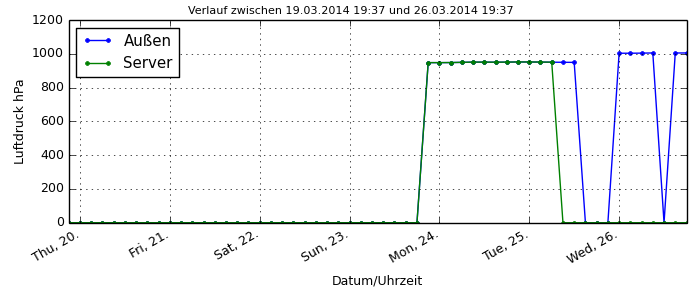 Verlauf zwischen 19.03.2014 19:37 und 26.03.2014 19:37
1200
1000
800
600
400
200
0
Luftdruck hPa
Außen
Server
Thu, 20.
Fri, 21.
Sat, 22.
Sun, 23.
Mon, 24.
Tue, 25.
Wed, 26.
Datum/Uhrzeit